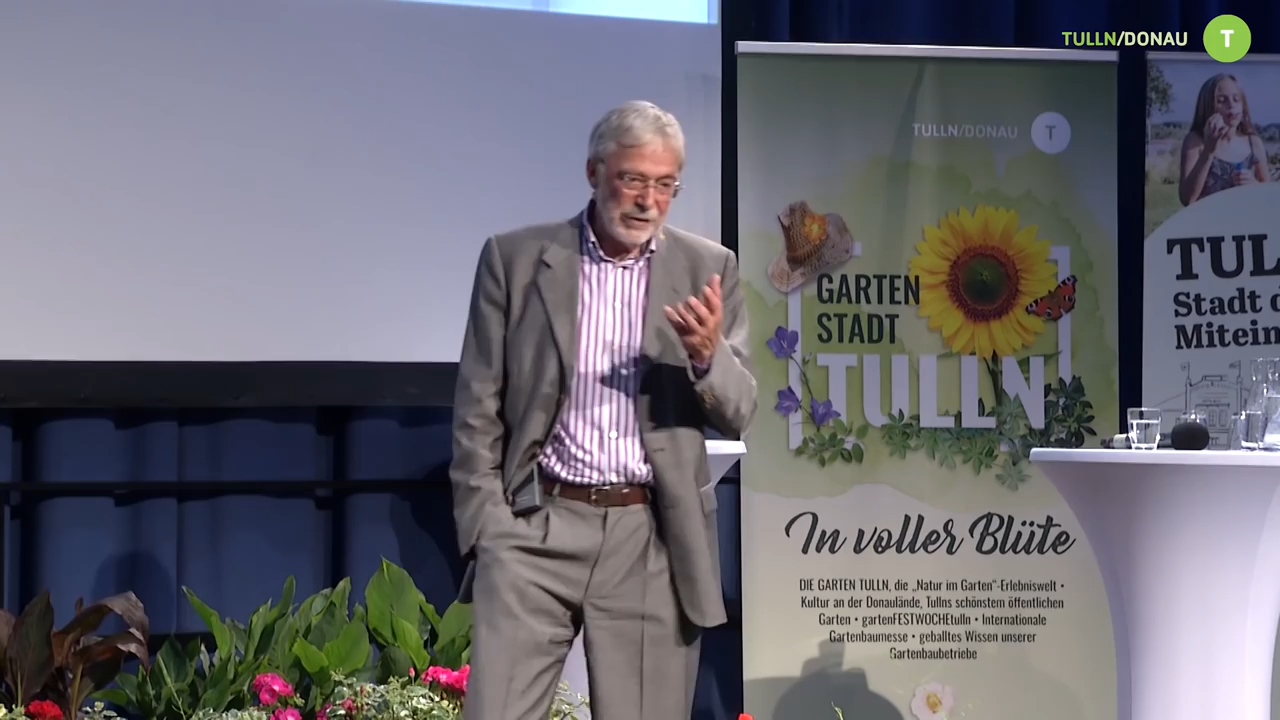 TULLN/DONAU T
TULLN/DONAU T
GARTEN
STADT
TULLN
In voller Blüte
DIE GARTEN TULLN, die „Natur im Garten“-Erlebniswelt •
Kultur an der Donaulände, Tullns schönstem öffentlichen
Garten • gartenFESTWOCHEtulln • Internationale
Gartenbaumesse • geballtes Wissen unserer
Gartenbaubetriebe
TUL
Stadt d
Mitein